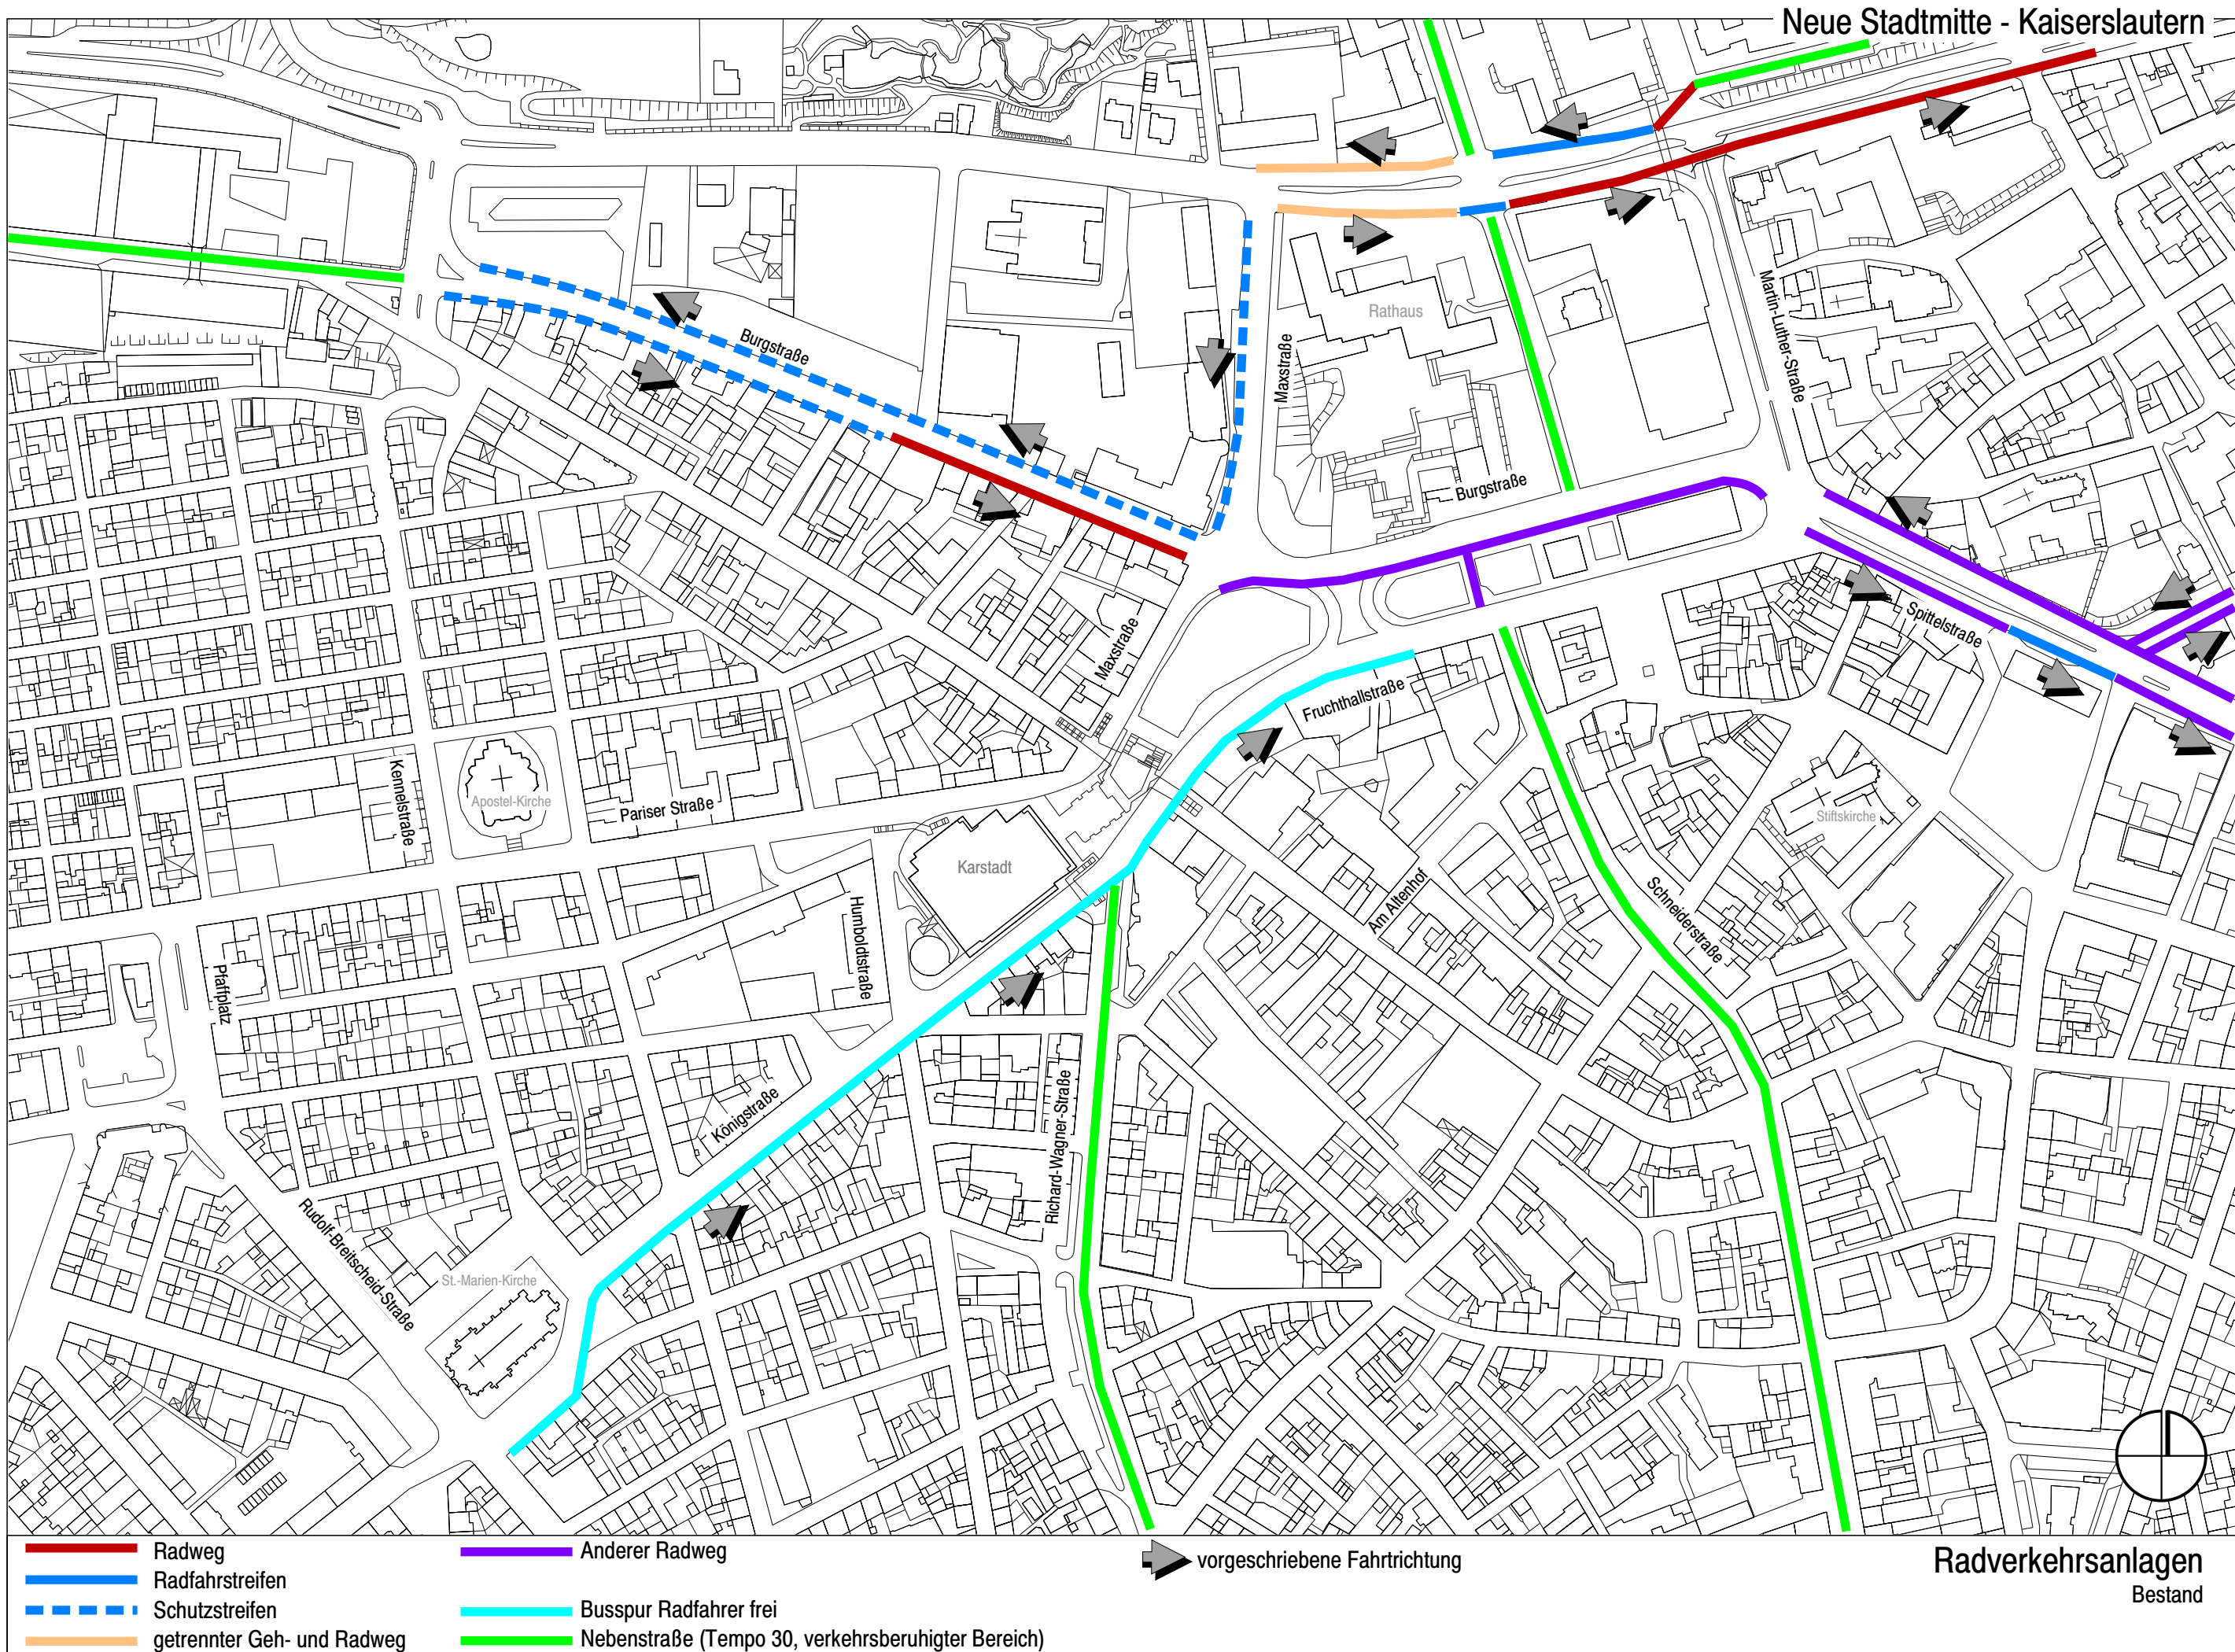 Neue Stadtmitte - Kaiserslautern
Rathaus
Martin-Luther-Straße
Maxstraße
Burgstraße
Burgstraße
Spittelstraße
Maxstraße
Fruchthallstraße
Kennelstraße
Apostel-Kirche
Pariser Straße
Stiftskirche
Karstadt
Am Altenhof
Schneiderstraße
Humboldtstraße
Pfaffplatz
Königstraße
Richard-Wagner-Straße
Rudolf-Breitscheid-Straße
St.-Marien-Kirche
Radweg
Radfahrstreifen
Schutzstreifen
getrennter Geh- und Radweg
Anderer Radweg
Busspur Radfahrer frei
Nebenstraße (Tempo 30, verkehrsberuhigter Bereich)
vorgeschriebene Fahrtrichtung
Radverkehrsanlagen
Bestand